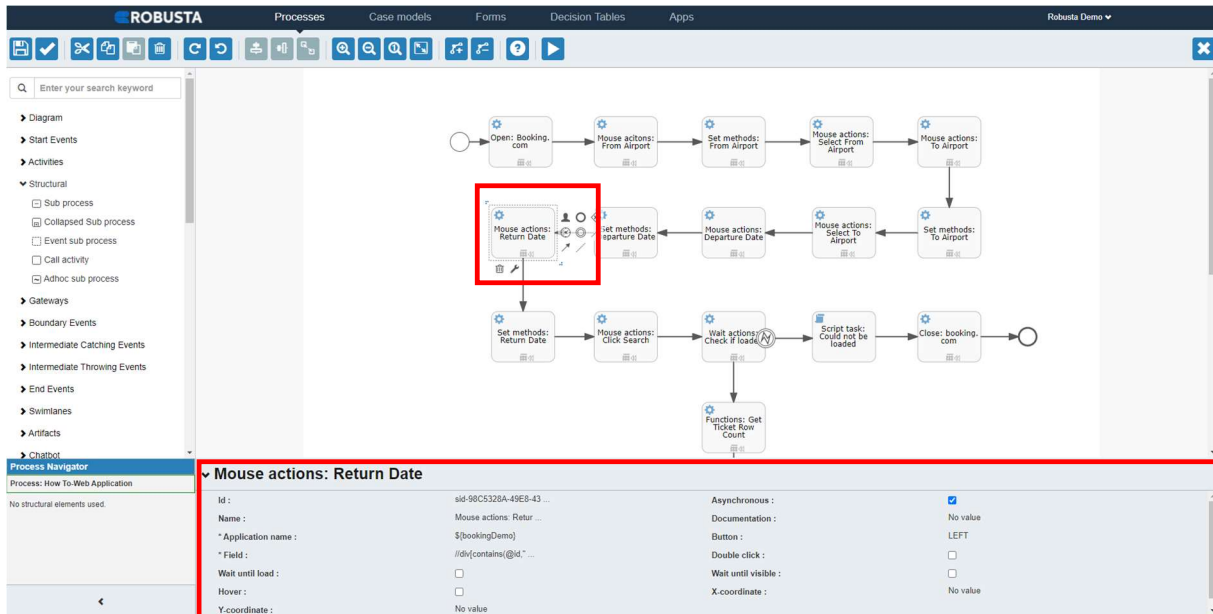 ROBUSTA
Processes
Case models
Forms
Decision Tables
Apps
Robusta Demo
Enter your search keyword
Diagram
Start Events
Activities
Structural
Sub process
Collapsed Sub process
Event sub process
Call activity
Adhoc sub process
Gateways
Boundary Events
Intermediate Catching Events
Intermediate Throwing Events
End Events
Swimlanes
Artifacts
Chatbot
Open: Booking.
com
Mouse acitons:
From Airport
Set methods:
From Airport
Mouse actions:
Select From
Airport
Mouse actions:
To Airport
Mouse actions:
Return Date
Set methods:
eparture Date
Mouse actions:
Departure Date
Mouse actions:
Select To
Airport
Set methods:
To Airport
Set methods:
Return Date
Mouse actions:
Click Search
Wait actions:
Check if loade
Script task:
Could not be
loaded
Close: booking.
com
Functions: Get
Ticket Row
Count
Process Navigator
Process: How To-Web Application
No structural elements used.
Mouse actions: Return Date
Id :
sid-98C5328A-49E8-43 ...
Asynchronous :
Name :
Mouse actions: Retur ...
Documentation :
No value
* Application name :
${bookingDemo}
Button :
LEFT
* Field :
//div[contains(@id," ...
Double click :
Wait until load :
Wait until visible :
Hover :
X-coordinate :
No value
Y-coordinate :
No value